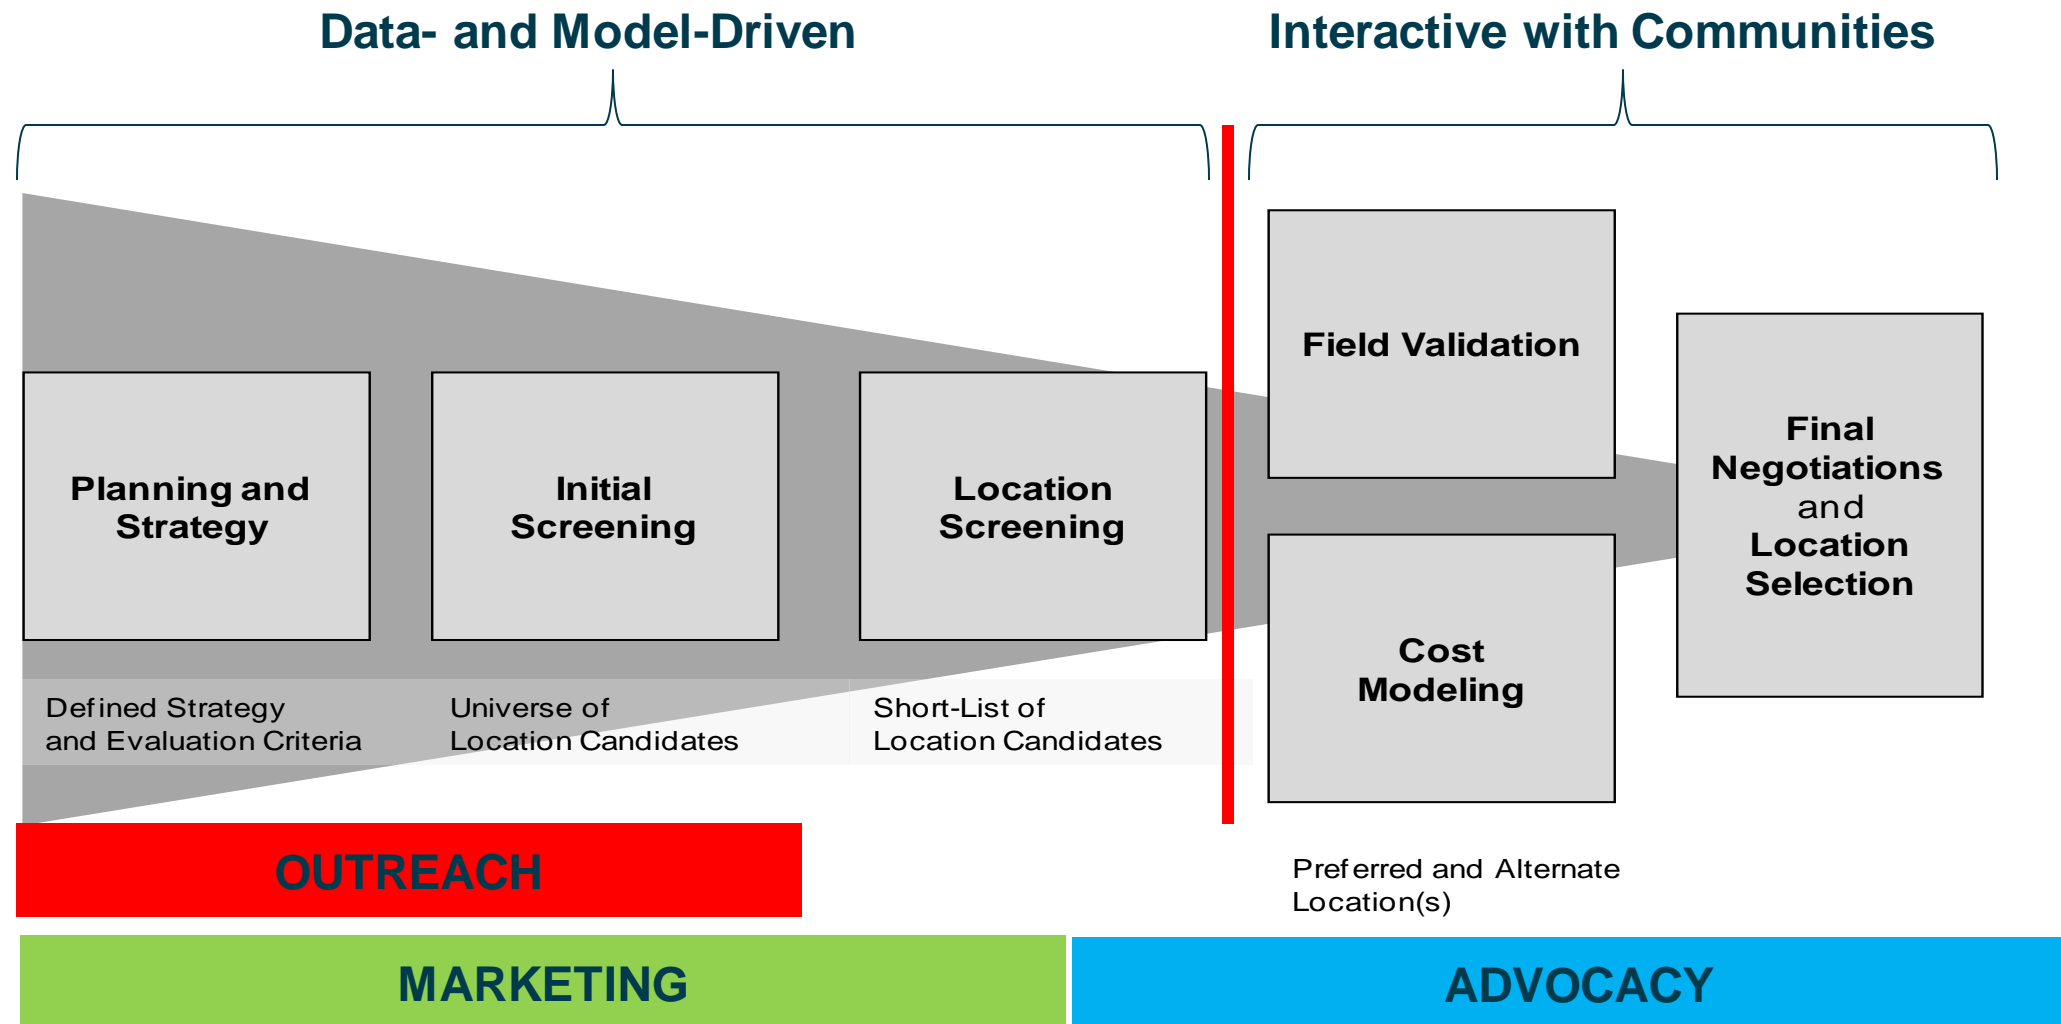 Data- and Model-Driven
Interactive with Communities
Planning and
Strategy
Initial
Screening
Location
Screening
Field Validation
Cost
Modeling
Final
Negotiations
and
Location
Selection
Defined Strategy
and Evaluation Criteria
Universe of
Location Candidates
Short-List of
Location Candidates
Preferred and Alternate
Location(s)
OUTREACH
MARKETING
ADVOCACY